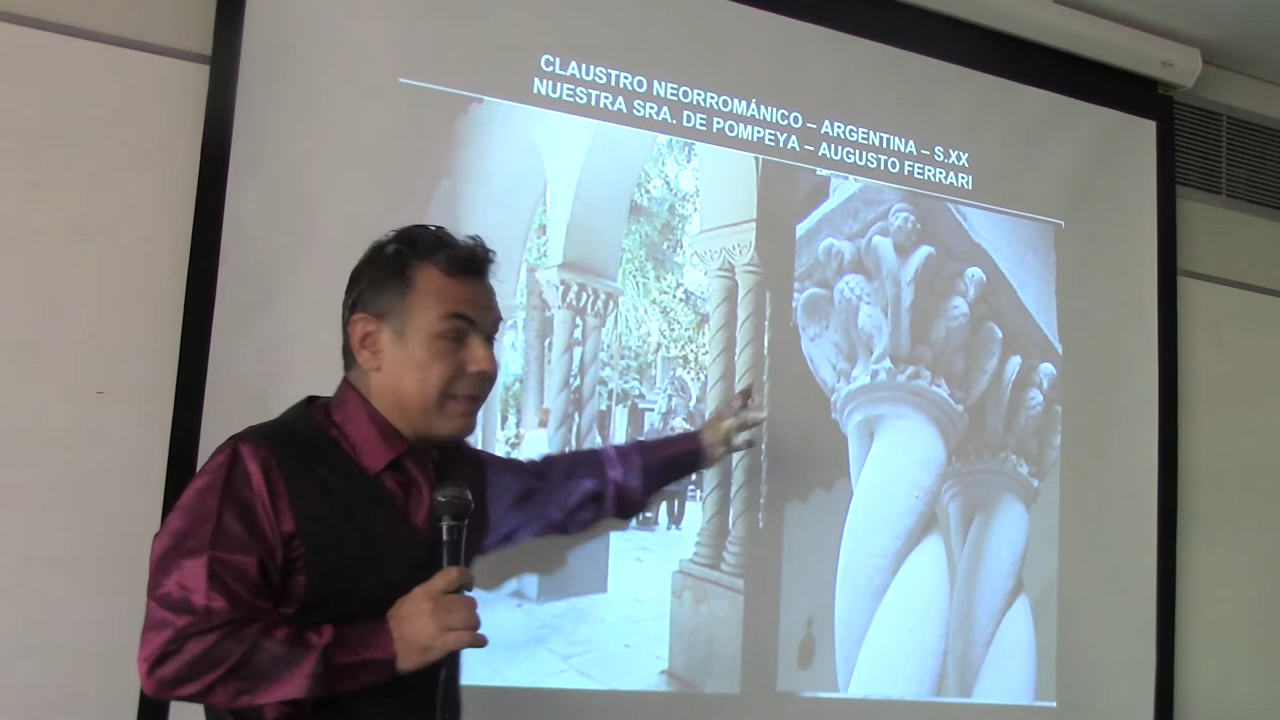 CLAUSTRO NEORROMÁNICO – ARGENTINA – S.XX
NUESTRA SRA. DE POMPEYA – AUGUSTO FERRARI